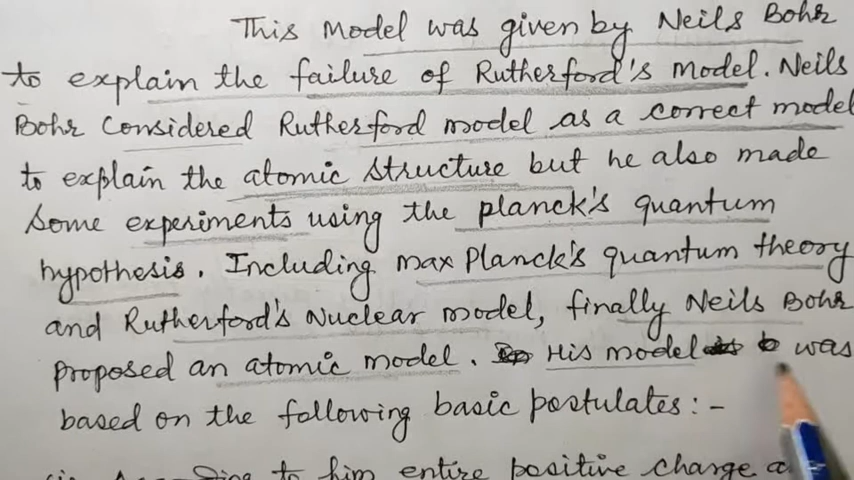 This Model was given by Neils Bohr
to explain the failure of Rutherford's model. Neils
Bohr Considered Rutherford model as a correct model
to explain the atomic structure but he also made
some experiments using the planck's quantum
hypothesis. Including max Planck's quantum theory
and Rutherford's Nuclear model, finally Neils Bohr
proposed an atomic model. His model was
based on the following basic postulates:-
to him entire positive charge